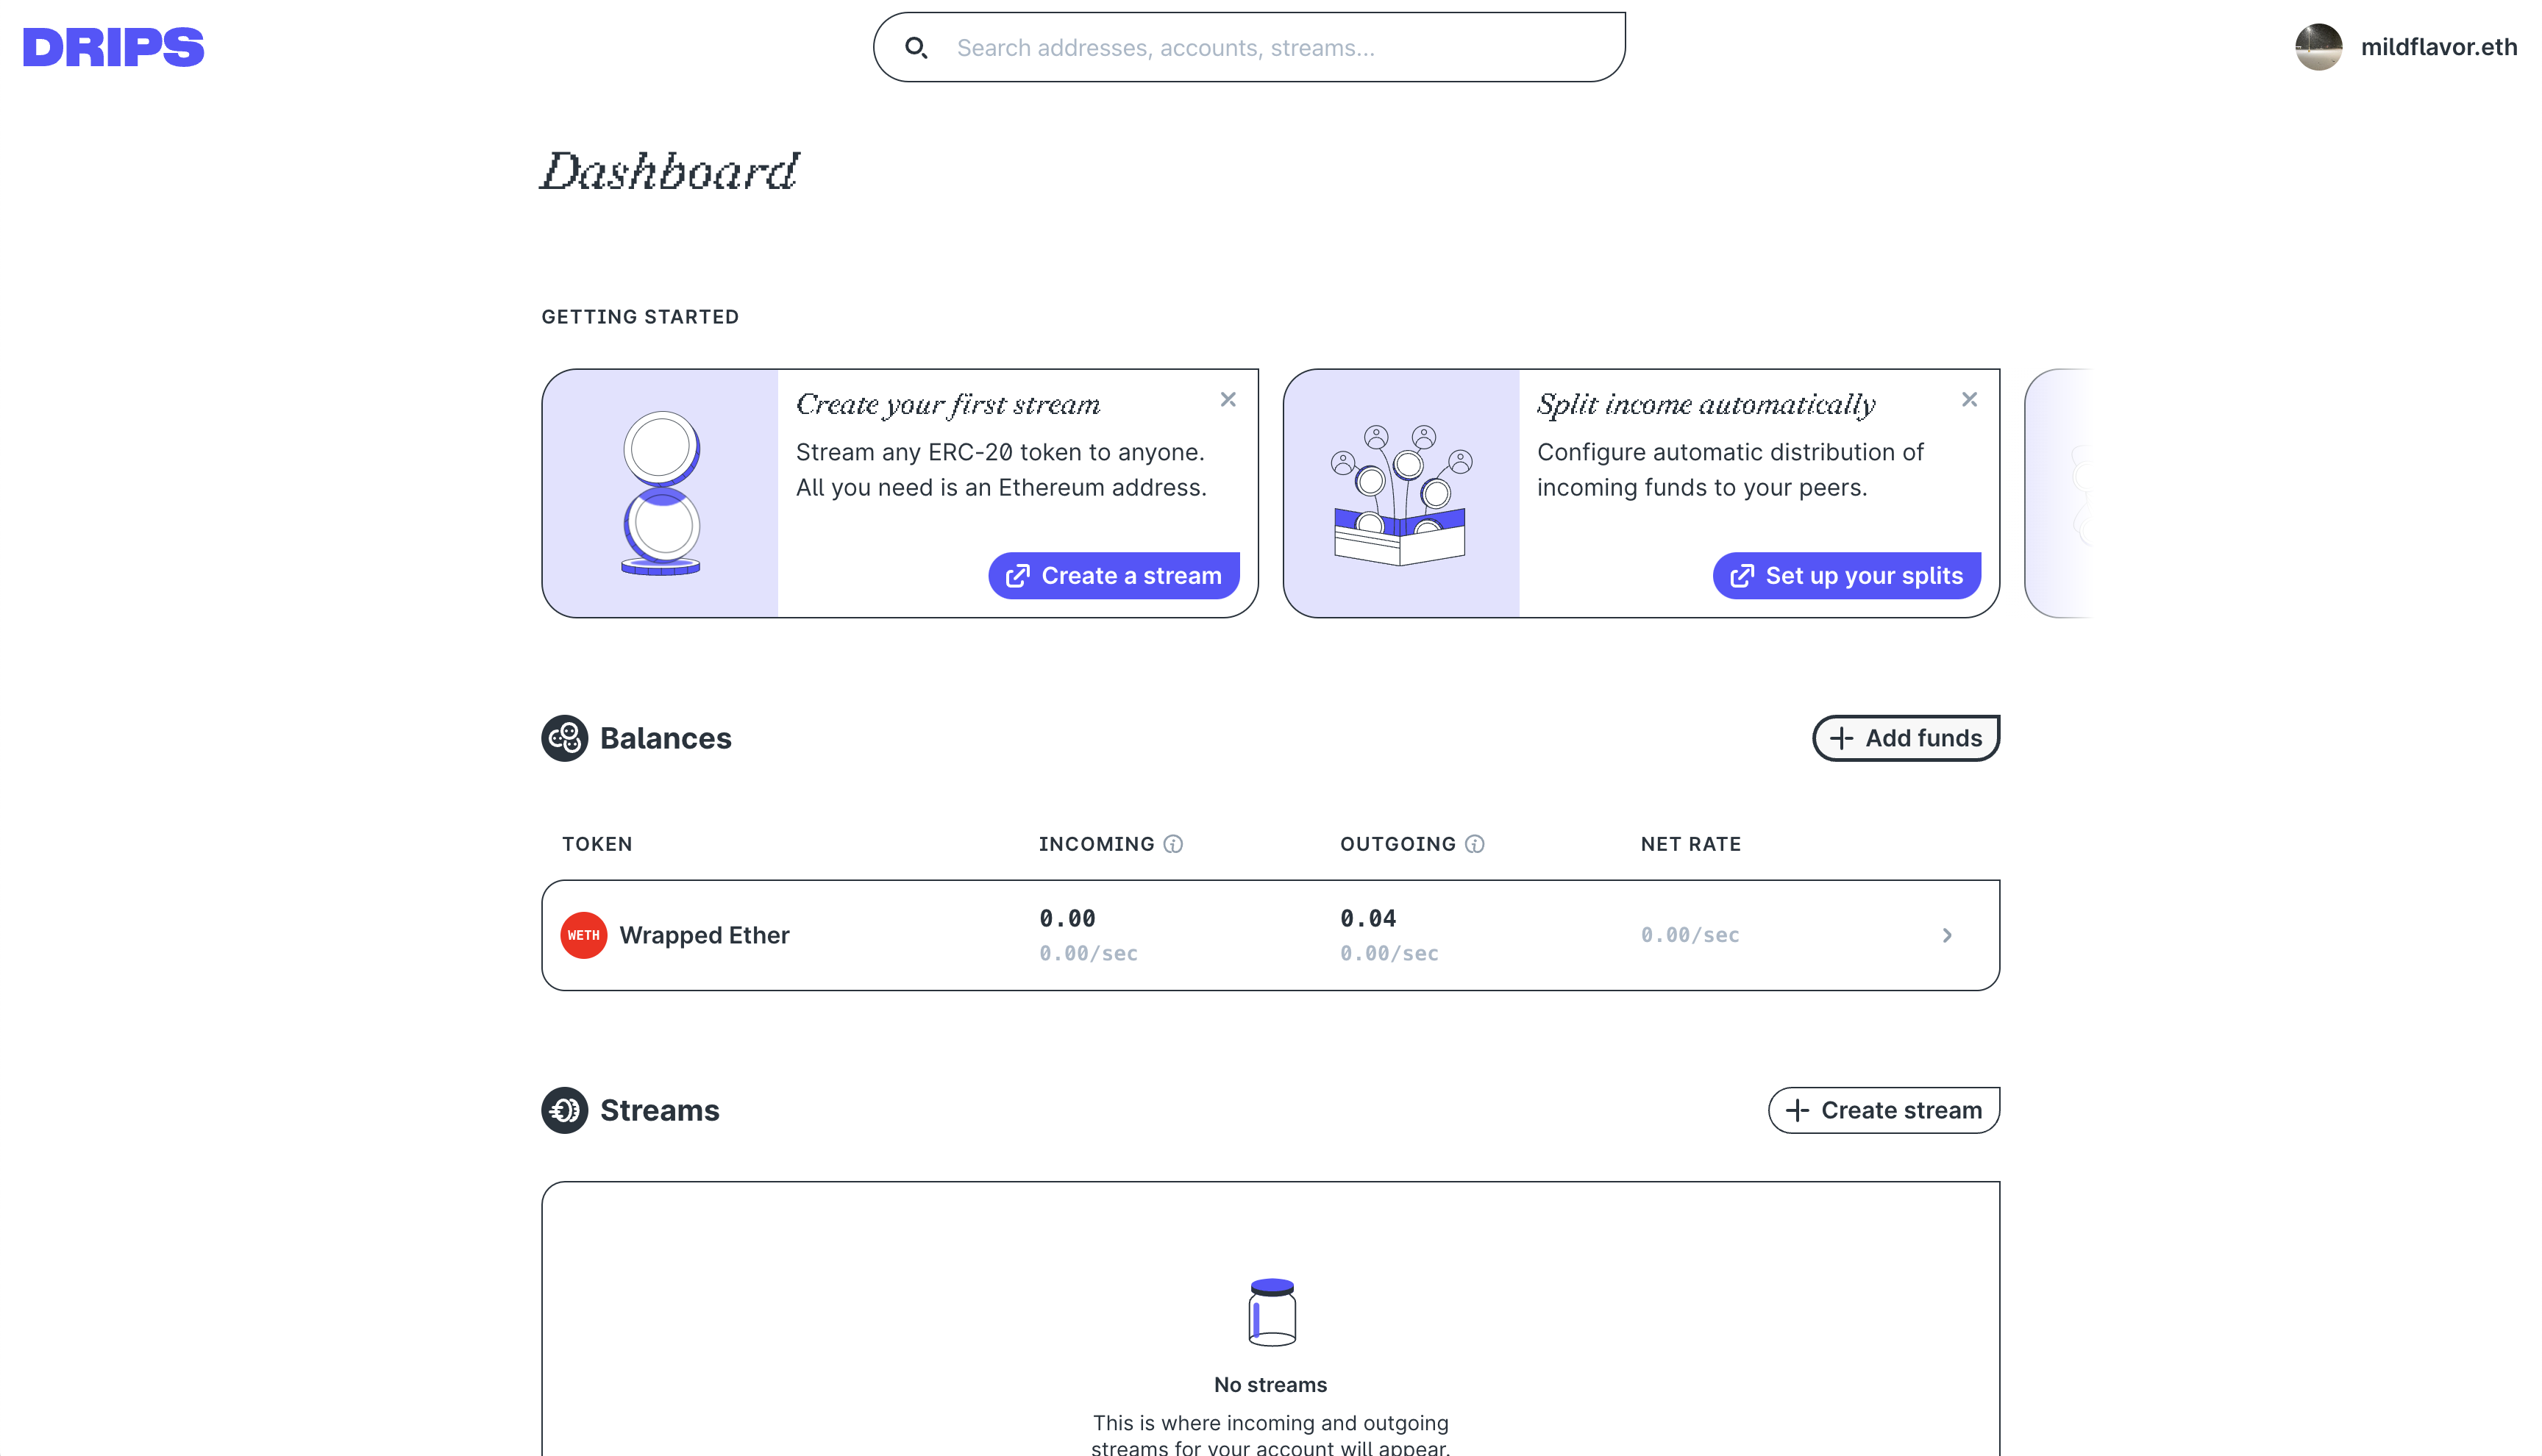 DRIPS
Search addresses, accounts, streams...
mildflavor.eth
Dashboard
GETTING STARTED
Create your first stream
Stream any ERC-20 token to anyone.
All you need is an Ethereum address.
Create a stream
Split income automatically
Configure automatic distribution of
incoming funds to your peers.
Set up your splits
Balances
Add funds
TOKEN INCOMING OUTGOING NET RATE
WETH Wrapped Ether
0.00 0.04
0.00/sec 0.00/sec 0.00/sec
Streams
Create stream
No streams
This is where incoming and outgoing
streams for your account will appear.